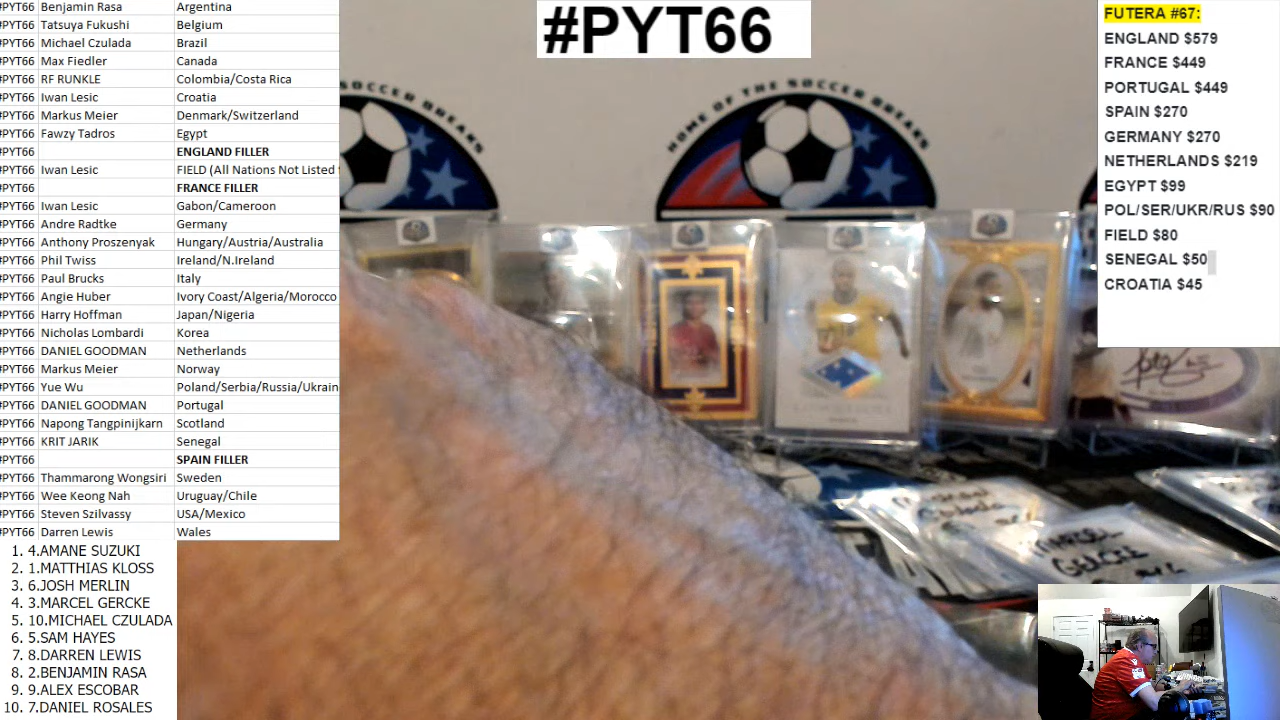 #PYT66 Benjamin Rasa Argentina
#PYT66 Tatsuya Fukushi Belgium
#PYT66 Michael Czulada Brazil
#PYT66 Max Fiedler Canada
#PYT66 RF RUNKLE Colombia/Costa Rica
#PYT66 Iwan Lesic Croatia
#PYT66 Markus Meier Denmark/Switzerland
#PYT66 Fawzy Tadros Egypt
#PYT66 ENGLAND FILLER
#PYT66 Iwan Lesic FIELD (All Nations Not Listed
#PYT66 FRANCE FILLER
#PYT66 Iwan Lesic Gabon/Cameroon
#PYT66 Andre Radtke Germany
#PYT66 Anthony Proszenyak Hungary/Austria/Australia
#PYT66 Phil Twiss Ireland/N.Ireland
#PYT66 Paul Brucks Italy
#PYT66 Angie Huber Ivory Coast/Algeria/Morocco
#PYT66 Harry Hoffman Japan/Nigeria
#PYT66 Nicholas Lombardi Korea
#PYT66 DANIEL GOODMAN Netherlands
#PYT66 Markus Meier Norway
#PYT66 Yue Wu Poland/Serbia/Russia/Ukrain
#PYT66 DANIEL GOODMAN Portugal
#PYT66 Napong Tangpinijkarn Scotland
#PYT66 KRIT JARIK Senegal
#PYT66 SPAIN FILLER
#PYT66 Thammarong Wongsiri Sweden
#PYT66 Wee Keong Nah Uruguay/Chile
#PYT66 Steven Szilvassy USA/Mexico
#PYT66 Darren Lewis Wales
1. 4.AMANE SUZUKI
2. 1.MATTHIAS KLOSS
3. 6.JOSH MERLIN
4. 3.MARCEL GERCKE
5. 10.MICHAEL CZULADA
6. 5.SAM HAYES
7. 8.DARREN LEWIS
8. 2.BENJAMIN RASA
9. 9.ALEX ESCOBAR
10. 7.DANIEL ROSALES
#PYT66
SOCCER BREAKS
HOME OF THE SOCCER BREAKS
FUTERA #67:
ENGLAND $579
FRANCE $449
PORTUGAL $449
SPAIN $270
GERMANY $270
NETHERLANDS $219
EGYPT $99
POL/SER/UKR/RUS $90
FIELD $80
SENEGAL $50
CROATIA $45
MARCEL